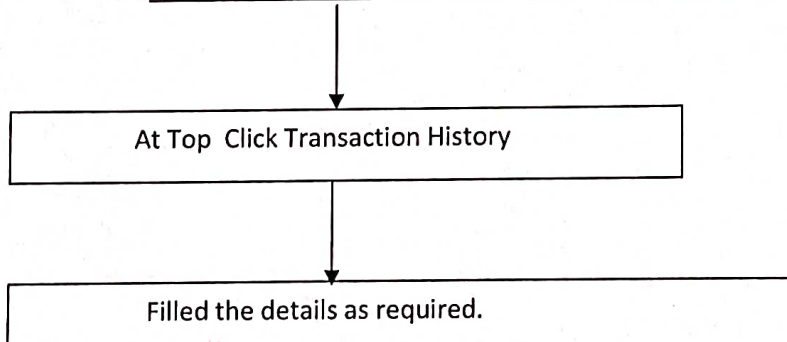 At Top Click Transaction History
Filled the details as required.